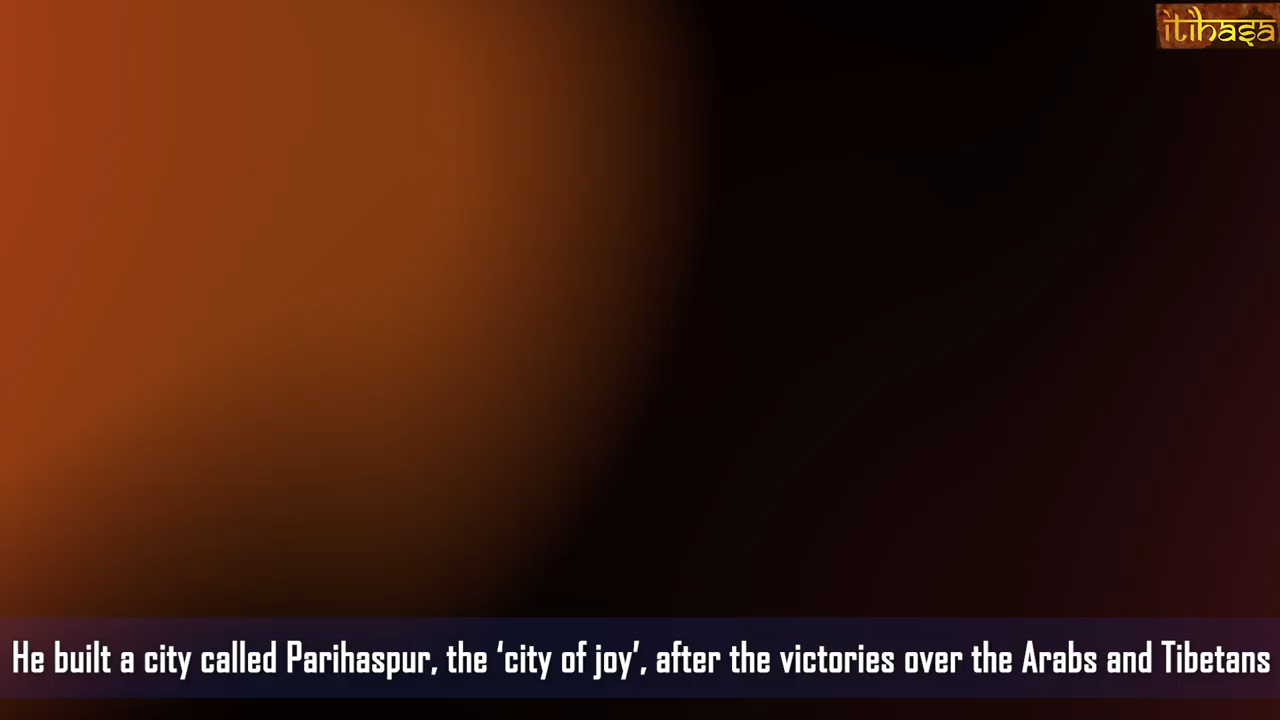 itihasa
He built a city called Parihaspur, the ‘city of joy’, after the victories over the Arabs and Tibetans